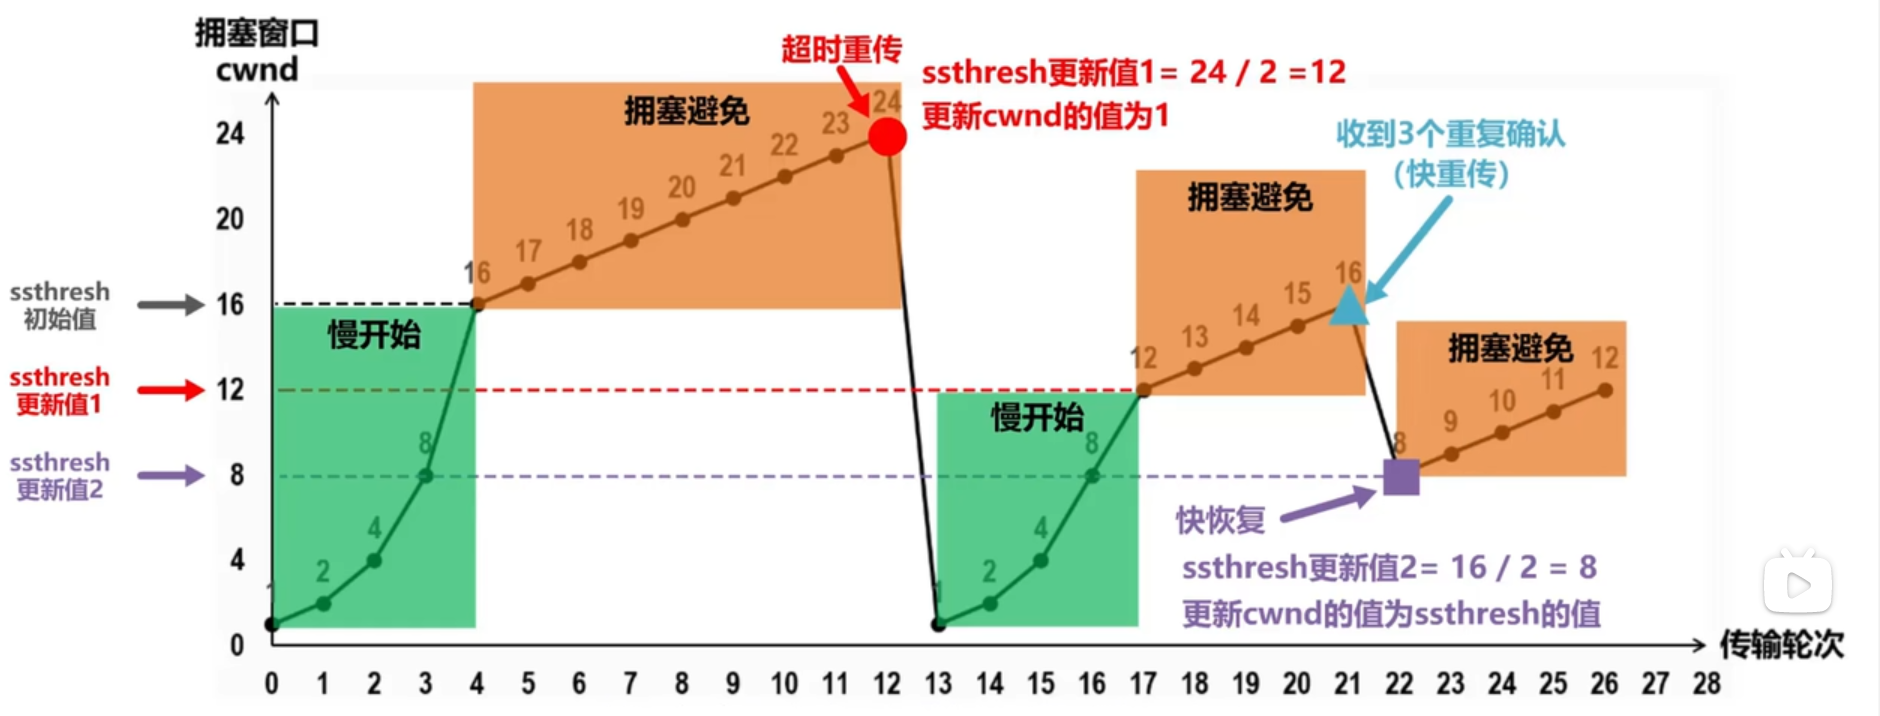 拥塞窗口
cwnd
24
20
16
12
8
4
0
ssthresh
初始值
ssthresh
更新值1
ssthresh
更新值2
慢开始
1
2
4
8
16
拥塞避免
17
18
19
20
21
22
23
24
超时重传
ssthresh更新值1= 24 / 2 =12
更新cwnd的值为1
慢开始
1
2
4
8
12
拥塞避免
13
14
15
16
收到3个重复确认
（快重传）
拥塞避免
8
9
10
11
12
快恢复
ssthresh更新值2= 16 / 2 = 8
更新cwnd的值为ssthresh的值
0 1 2 3 4 5 6 7 8 9 10 11 12 13 14 15 16 17 18 19 20 21 22 23 24 25 26 27 28
传输轮次